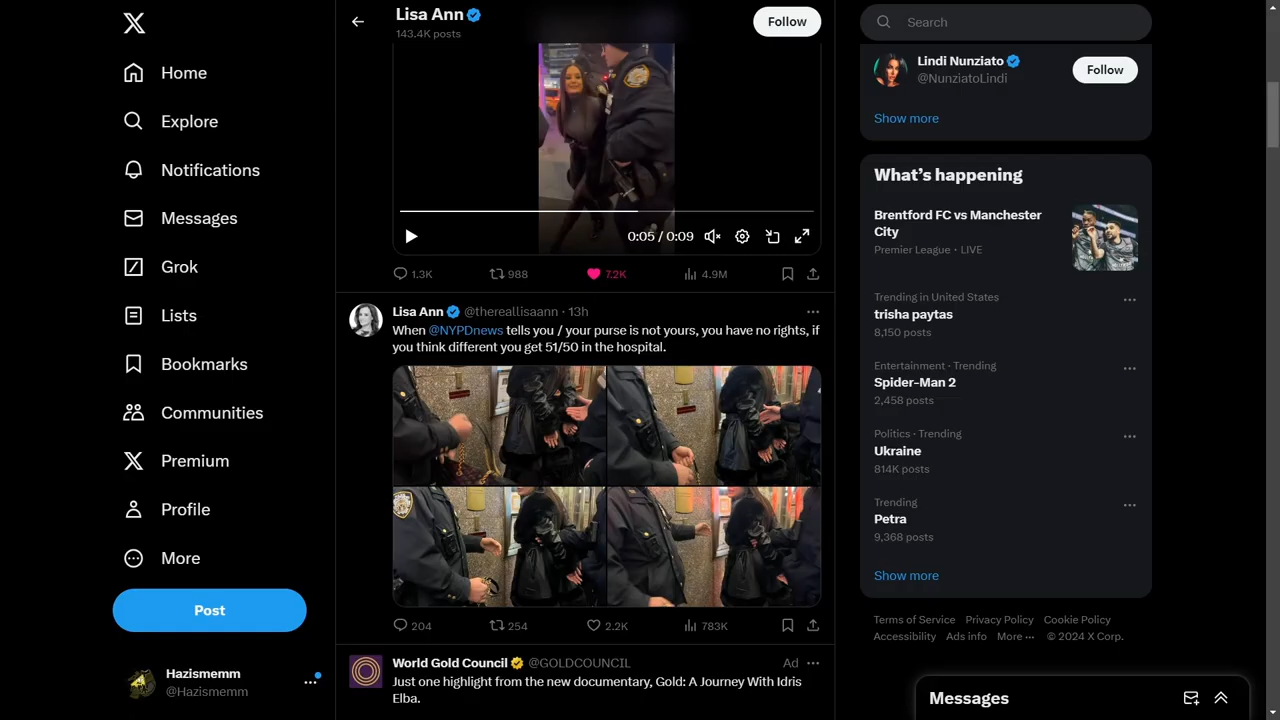 Home
Explore
Notifications
Messages
Grok
Lists
Bookmarks
Communities
Premium
Profile
More
Post
Hazismemm
@Hazismemm
Lisa Ann
143.4K posts
Follow
0:05 / 0:09
1.3K 988 7.2K 4.9M
Lisa Ann @thereallisaann · 13h
When @NYPDnews tells you / your purse is not yours, you have no rights, if
you think different you get 51/50 in the hospital.
204 254 2.2K 783K
World Gold Council @GOLDCOUNCIL Ad
Just one highlight from the new documentary, Gold: A Journey With Idris
Elba.
Search
Lindi Nunziato
@NunziatoLindi
Follow
Show more
What’s happening
Brentford FC vs Manchester
City
Premier League · LIVE
Trending in United States
trisha paytas
8,150 posts
Entertainment · Trending
Spider-Man 2
2,458 posts
Politics · Trending
Ukraine
814K posts
Trending
Petra
9,368 posts
Show more
Terms of Service Privacy Policy Cookie Policy
Accessibility Ads info More ··· © 2024 X Corp.
Messages